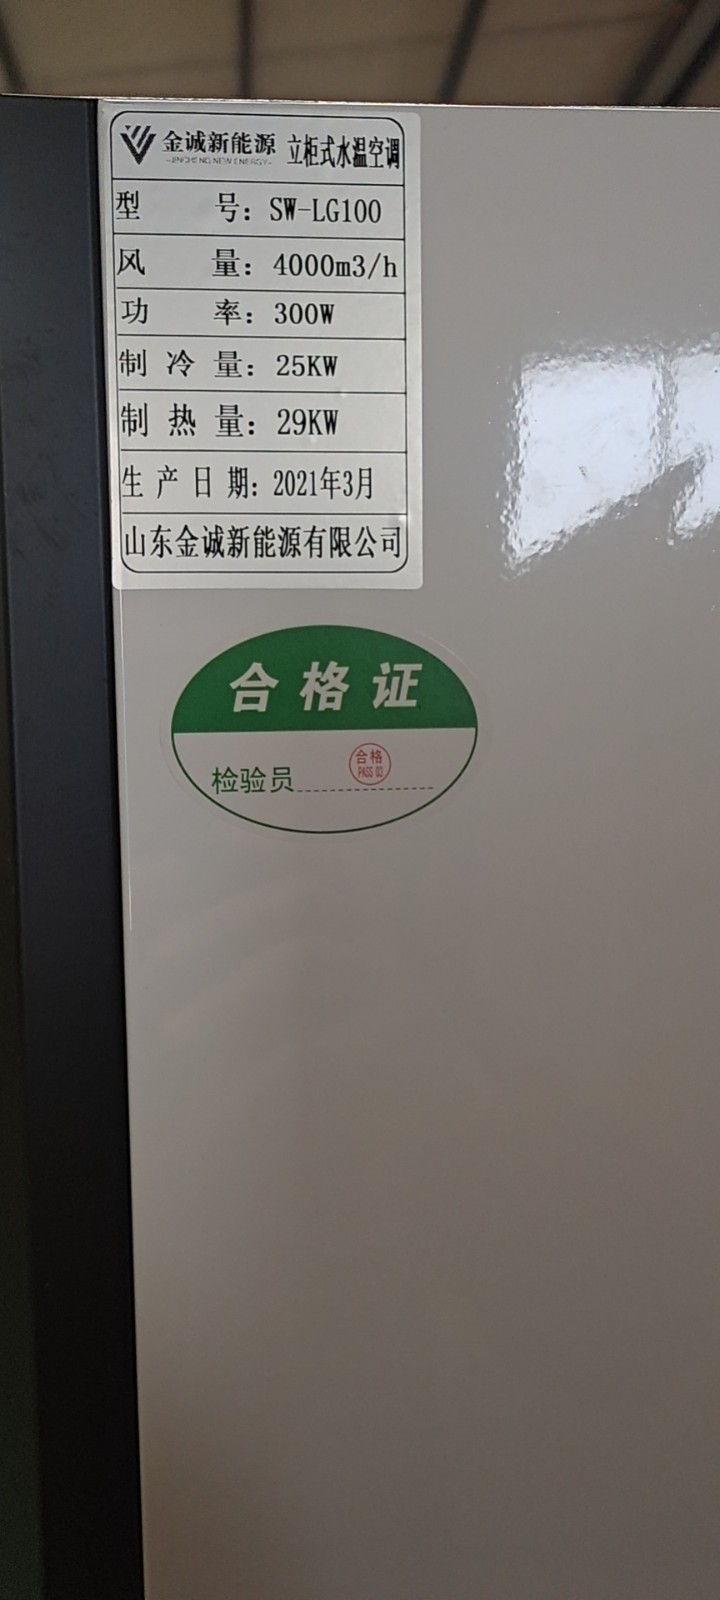 金诚新能源 立柜式水温空调
-JINCHENG NEW ENERGY-
型 号：SW-LG100
风 量：4000m3/h
功 率：300W
制 冷 量：25KW
制 热 量：29KW
生 产 日 期：2021年3月
山东金诚新能源有限公司
合格证
合格
PASS 03
检验员